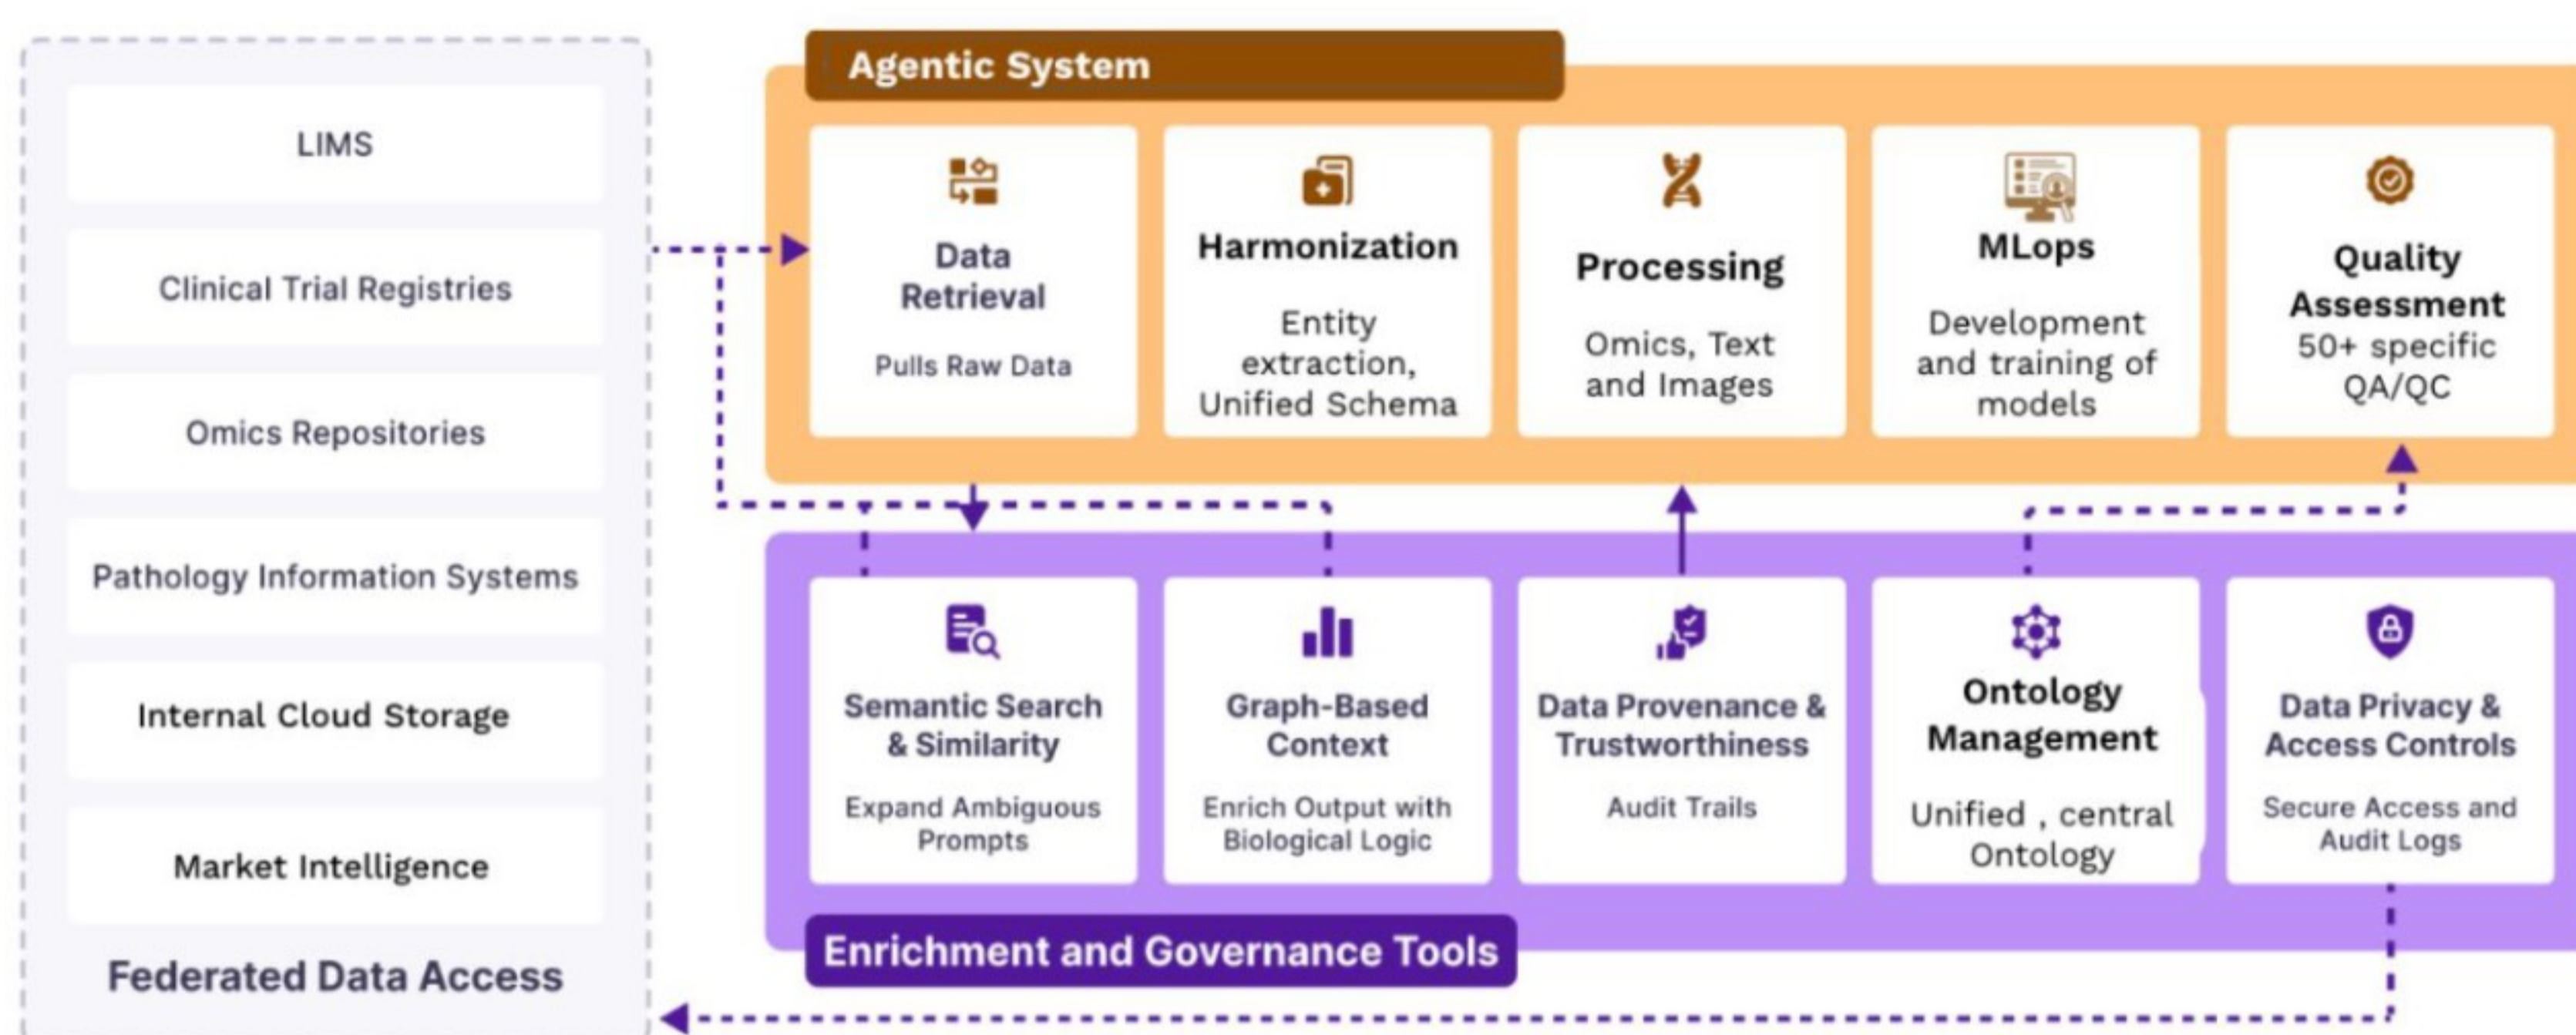 LIMS
Clinical Trial Registries
Omics Repositories
Pathology Information Systems
Internal Cloud Storage
Market Intelligence
Federated Data Access
Agentic System
Data
Retrieval
Pulls Raw Data
Harmonization
Entity
extraction,
Unified Schema
Processing
Omics, Text
and Images
MLops
Development
and training of
models
Quality
Assessment
50+ specific
QA/QC
Semantic Search
& Similarity
Expand Ambiguous
Prompts
Graph-Based
Context
Enrich Output with
Biological Logic
Data Provenance &
Trustworthiness
Audit Trails
Ontology
Management
Unified , central
Ontology
Data Privacy &
Access Controls
Secure Access and
Audit Logs
Enrichment and Governance Tools